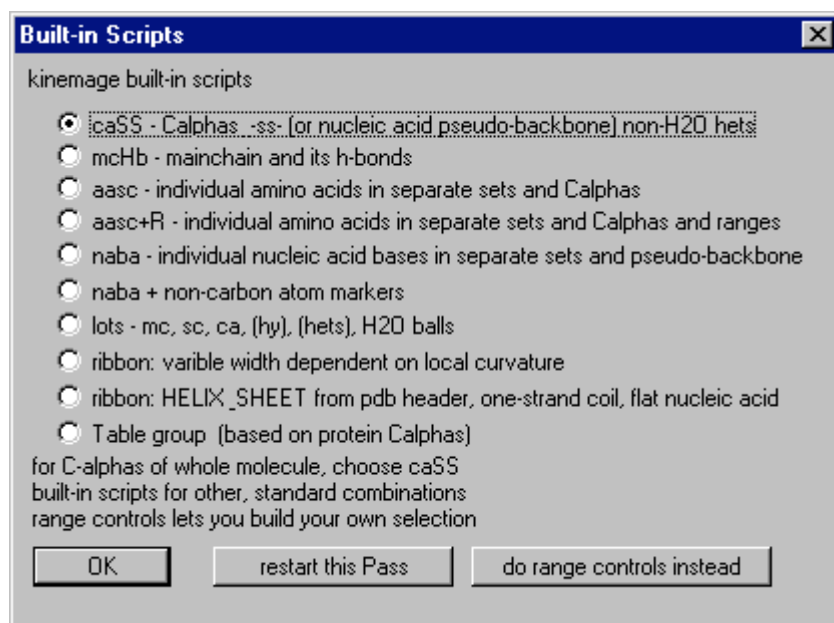 Built-in Scripts
kinemage built-in scripts
caSS - Calphas -ss- (or nucleic acid pseudo-backbone) non-H2O hets
mcHb - mainchain and its h-bonds
aasc - individual amino acids in separate sets and Calphas
aasc+R - individual amino acids in separate sets and Calphas and ranges
naba - individual nucleic acid bases in separate sets and pseudo-backbone
naba + non-carbon atom markers
lots - mc, sc, ca, (hy), (hets), H2O balls
ribbon: varible width dependent on local curvature
ribbon: HELIX_SHEET from pdb header, one-strand coil, flat nucleic acid
Table group (based on protein Calphas)
for C-alphas of whole molecule, choose caSS
built-in scripts for other, standard combinations
range controls lets you build your own selection
OK restart this Pass do range controls instead